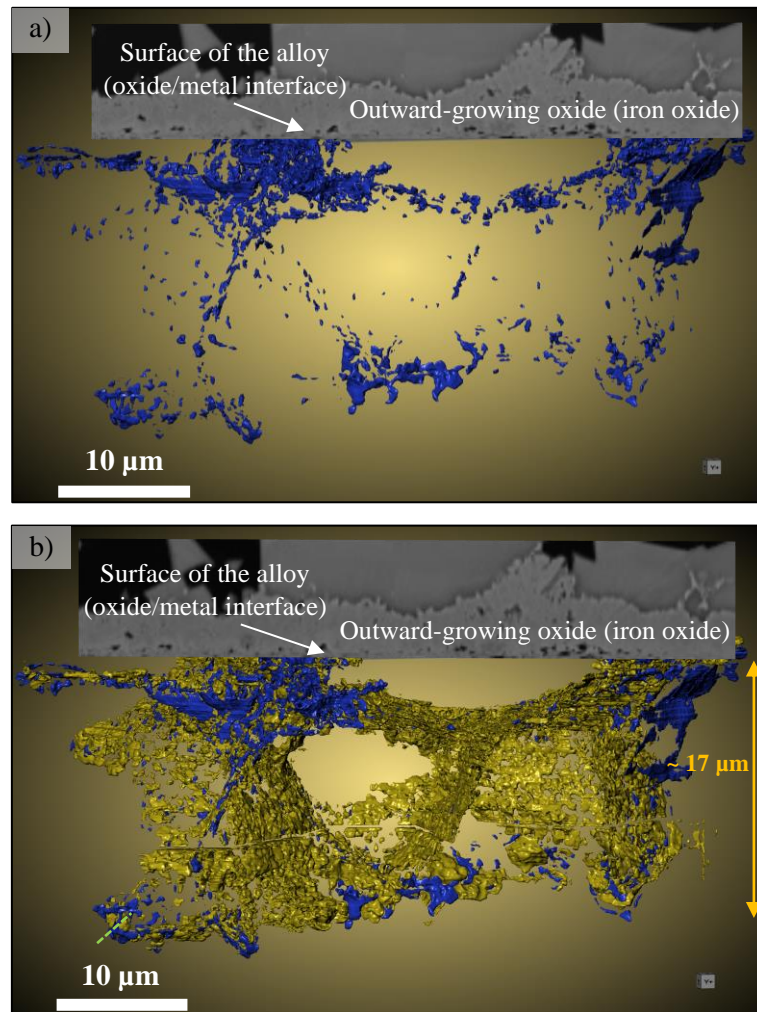 a)
Surface of the alloy
(oxide/metal interface)
Outward-growing oxide (iron oxide)
10 µm
Y+
b)
Surface of the alloy
(oxide/metal interface)
Outward-growing oxide (iron oxide)
~ 17 µm
10 µm
Y+